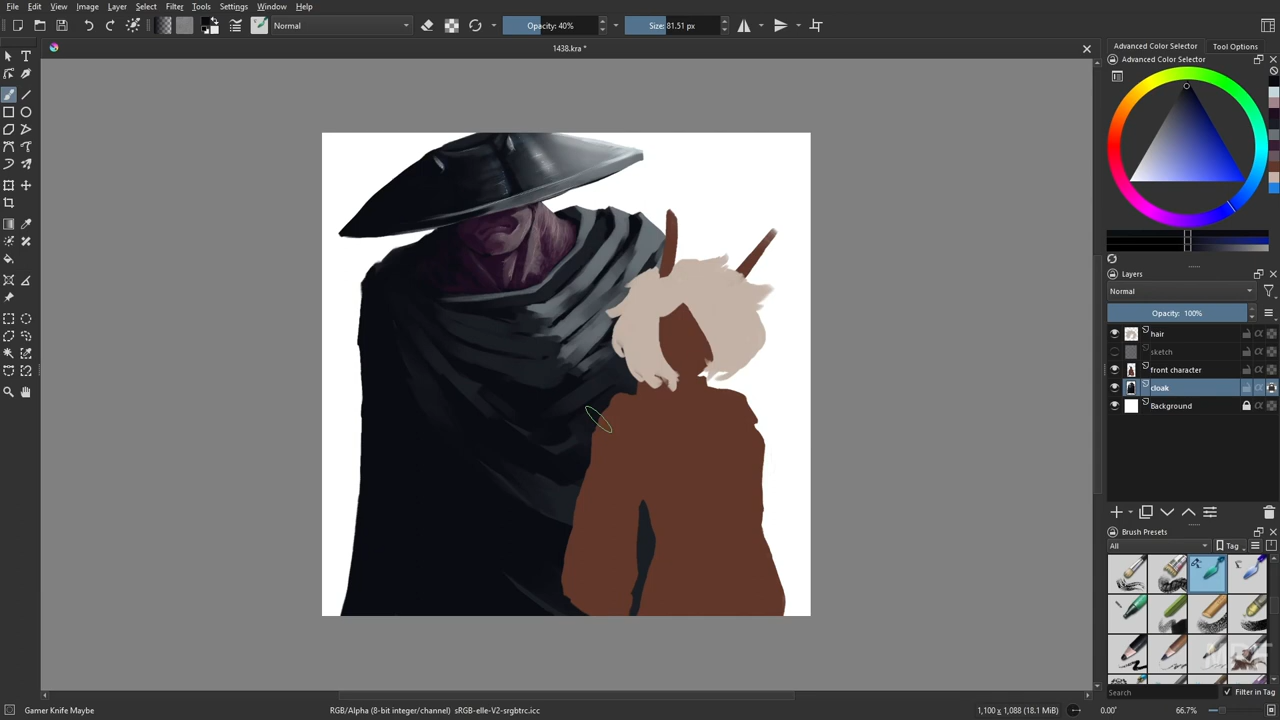 File Edit View Image Layer Select Filter Tools Settings Window Help
Normal
Opacity: 40%
Size: 81.51 px
1438.kra *
Advanced Color Selector
Tool Options
Advanced Color Selector
Layers
Normal
Opacity: 100%
hair
sketch
front character
cloak
Background
Brush Presets
All
Tag
Search
Filter in Tag
Gamer Knife Maybe
RGB/Alpha (8-bit integer/channel) sRGB-elle-V2-srgbtrc.icc
1,100 x 1,088 (18.1 MiB)
0.00°
66.7%